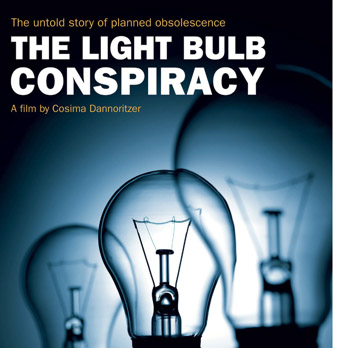 The untold story of planned obsolescence
THE LIGHT BULB
CONSPIRACY
A film by Cosima Dannoritzer